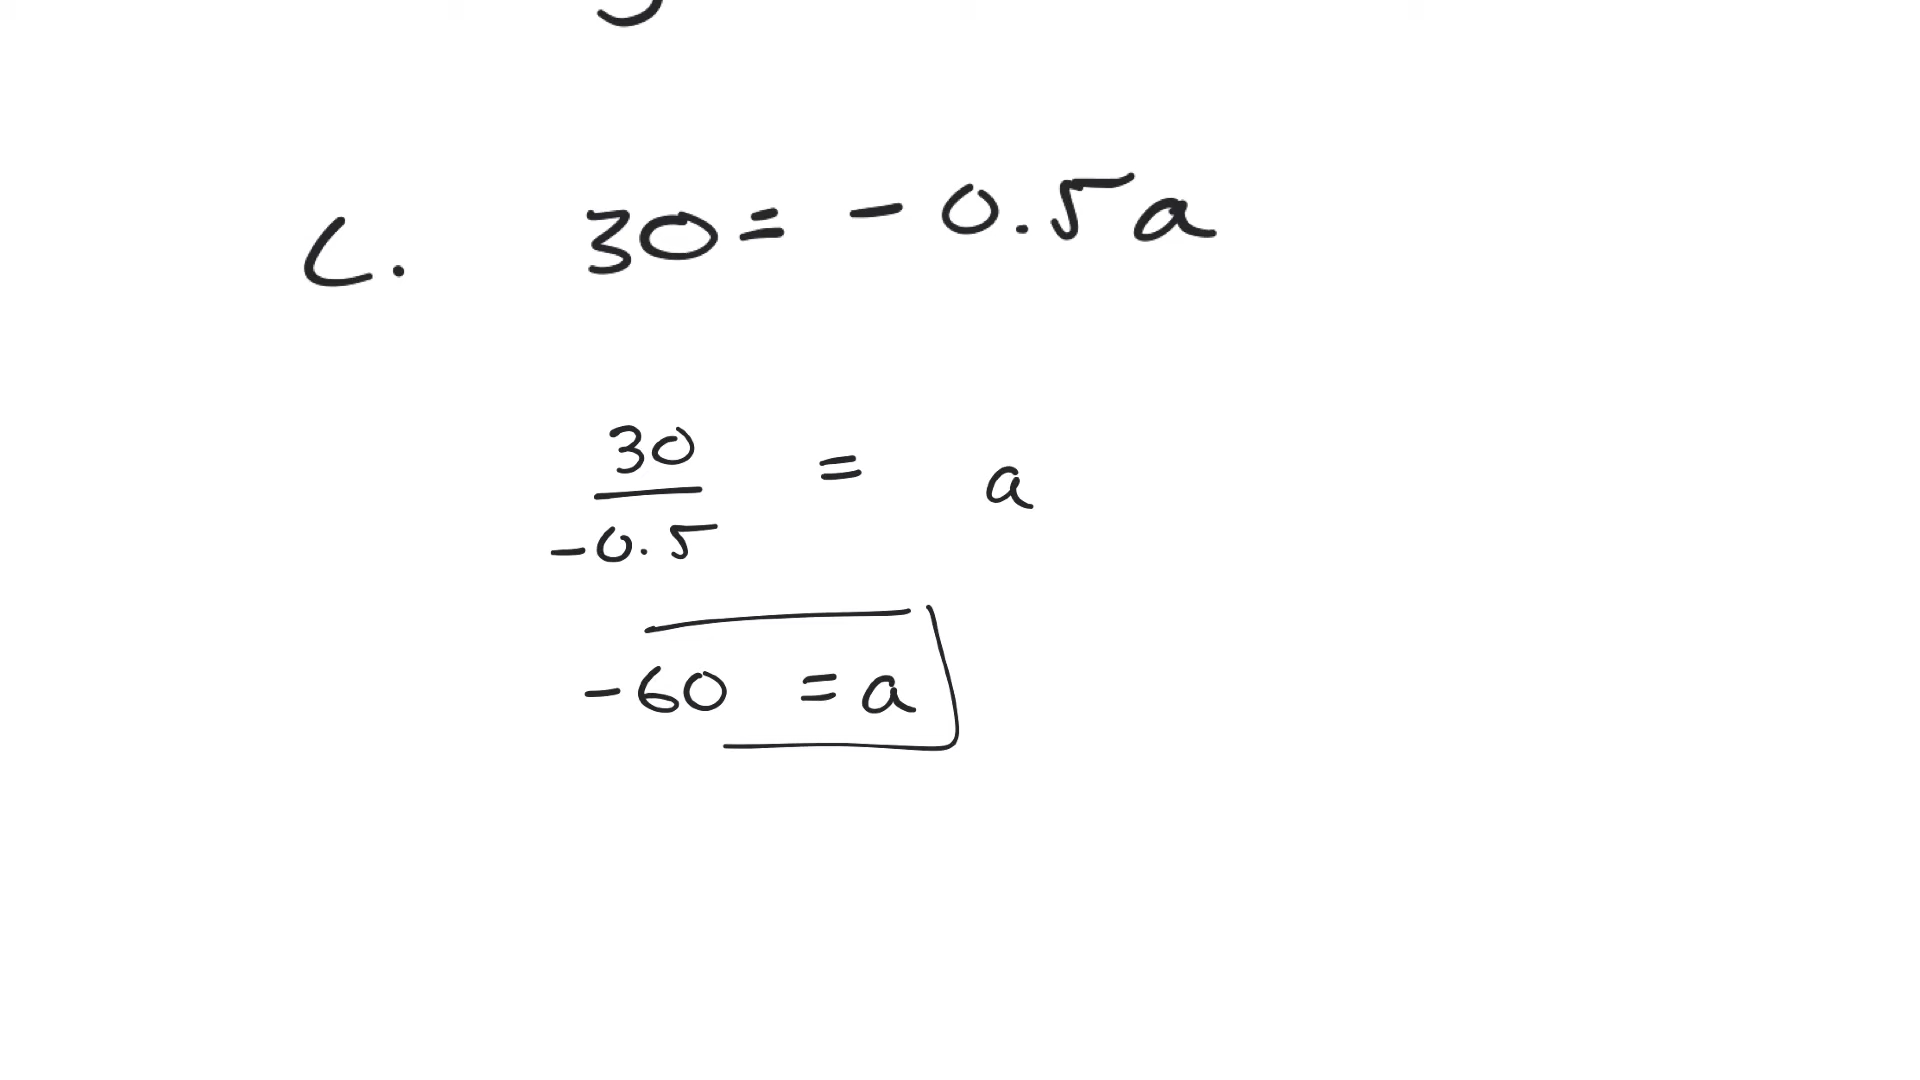 c. 30 = - 0.5a
30
—
-0.5
= a
-60 = a